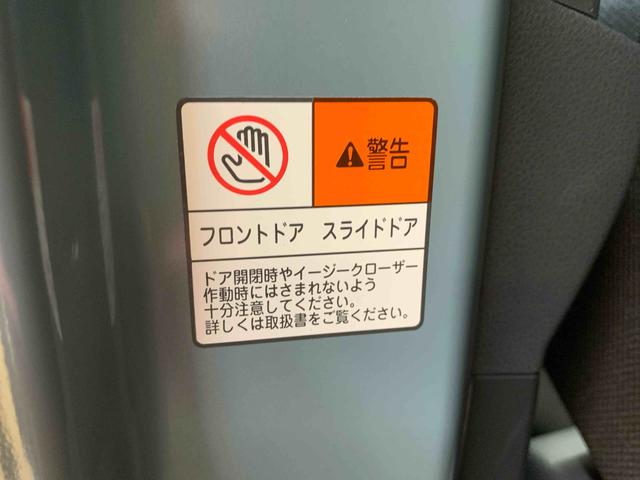 警告
フロントドア　スライドドア
ドア開閉時やイージークローザー
作動時にはさまれないよう
十分注意してください。
詳しくは取扱書をご覧ください。